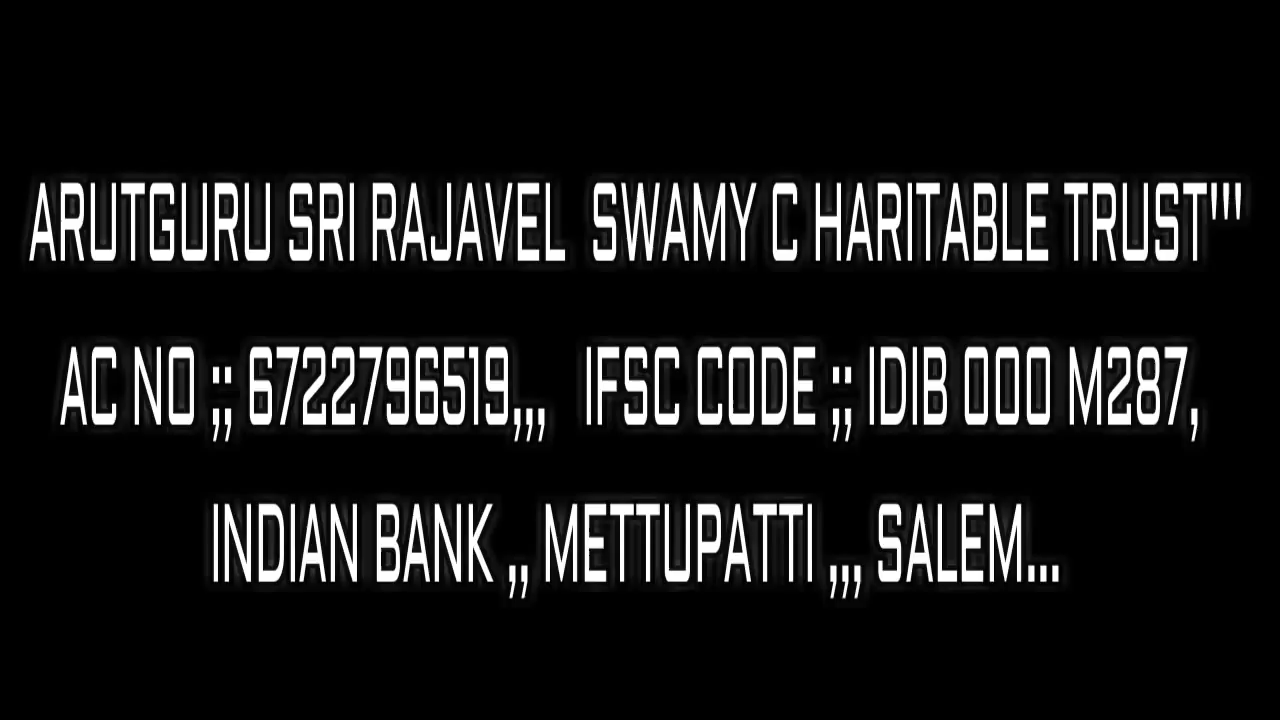 ARUTGURU SRI RAJAVEL SWAMY C HARITABLE TRUST'''
AC NO ;; 6722796519,,, IFSC CODE ;; IDIB 000 M287,
INDIAN BANK ,, METTUPATTI ,,, SALEM...